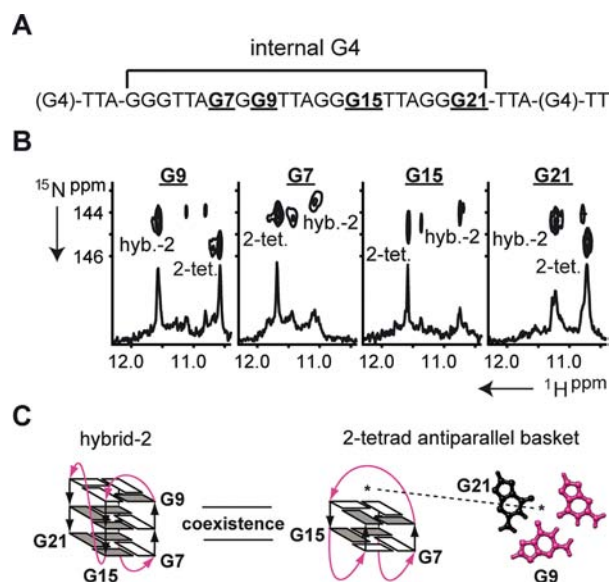 A
internal G4
(G4)-TTA-GGGTTAG7GG9TTAGGG15TTAGGG21-TTA-(G4)-TT
B
15N ppm
G9 G7 G15 G21
144
146
hyb.-2 2-tet.
2-tet. hyb.-2
2-tet. hyb.-2
hyb.-2 2-tet.
12.0 11.0 12.0 11.0 12.0 11.0 12.0 11.0
1H ppm
C
hybrid-2
2-tetrad antiparallel basket
G9
G21
G15
G7
coexistence
G15
G7
*
*
G21
G9